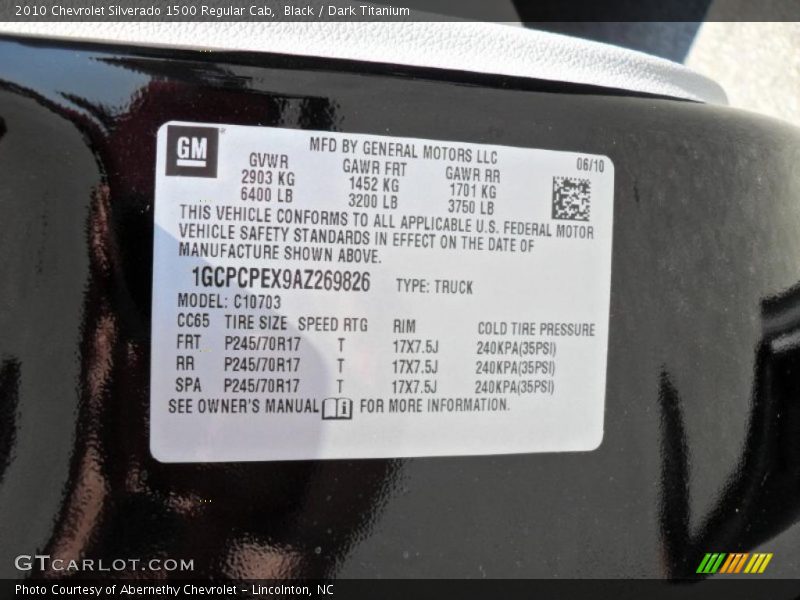 2010 Chevrolet Silverado 1500 Regular Cab, Black / Dark Titanium
GM
MFD BY GENERAL MOTORS LLC
06/10
GVWR GAWR FRT GAWR RR
2903 KG 1452 KG 1701 KG
6400 LB 3200 LB 3750 LB
THIS VEHICLE CONFORMS TO ALL APPLICABLE U.S. FEDERAL MOTOR
VEHICLE SAFETY STANDARDS IN EFFECT ON THE DATE OF
MANUFACTURE SHOWN ABOVE.
1GCPCPEX9AZ269826 TYPE: TRUCK
MODEL: C10703
CC65 TIRE SIZE SPEED RTG RIM COLD TIRE PRESSURE
FRT P245/70R17 T 17X7.5J 240KPA(35PSI)
RR P245/70R17 T 17X7.5J 240KPA(35PSI)
SPA P245/70R17 T 17X7.5J 240KPA(35PSI)
SEE OWNER'S MANUAL i FOR MORE INFORMATION.
GTCARLOT.COM
Photo Courtesy of Abernethy Chevrolet - Lincolnton, NC